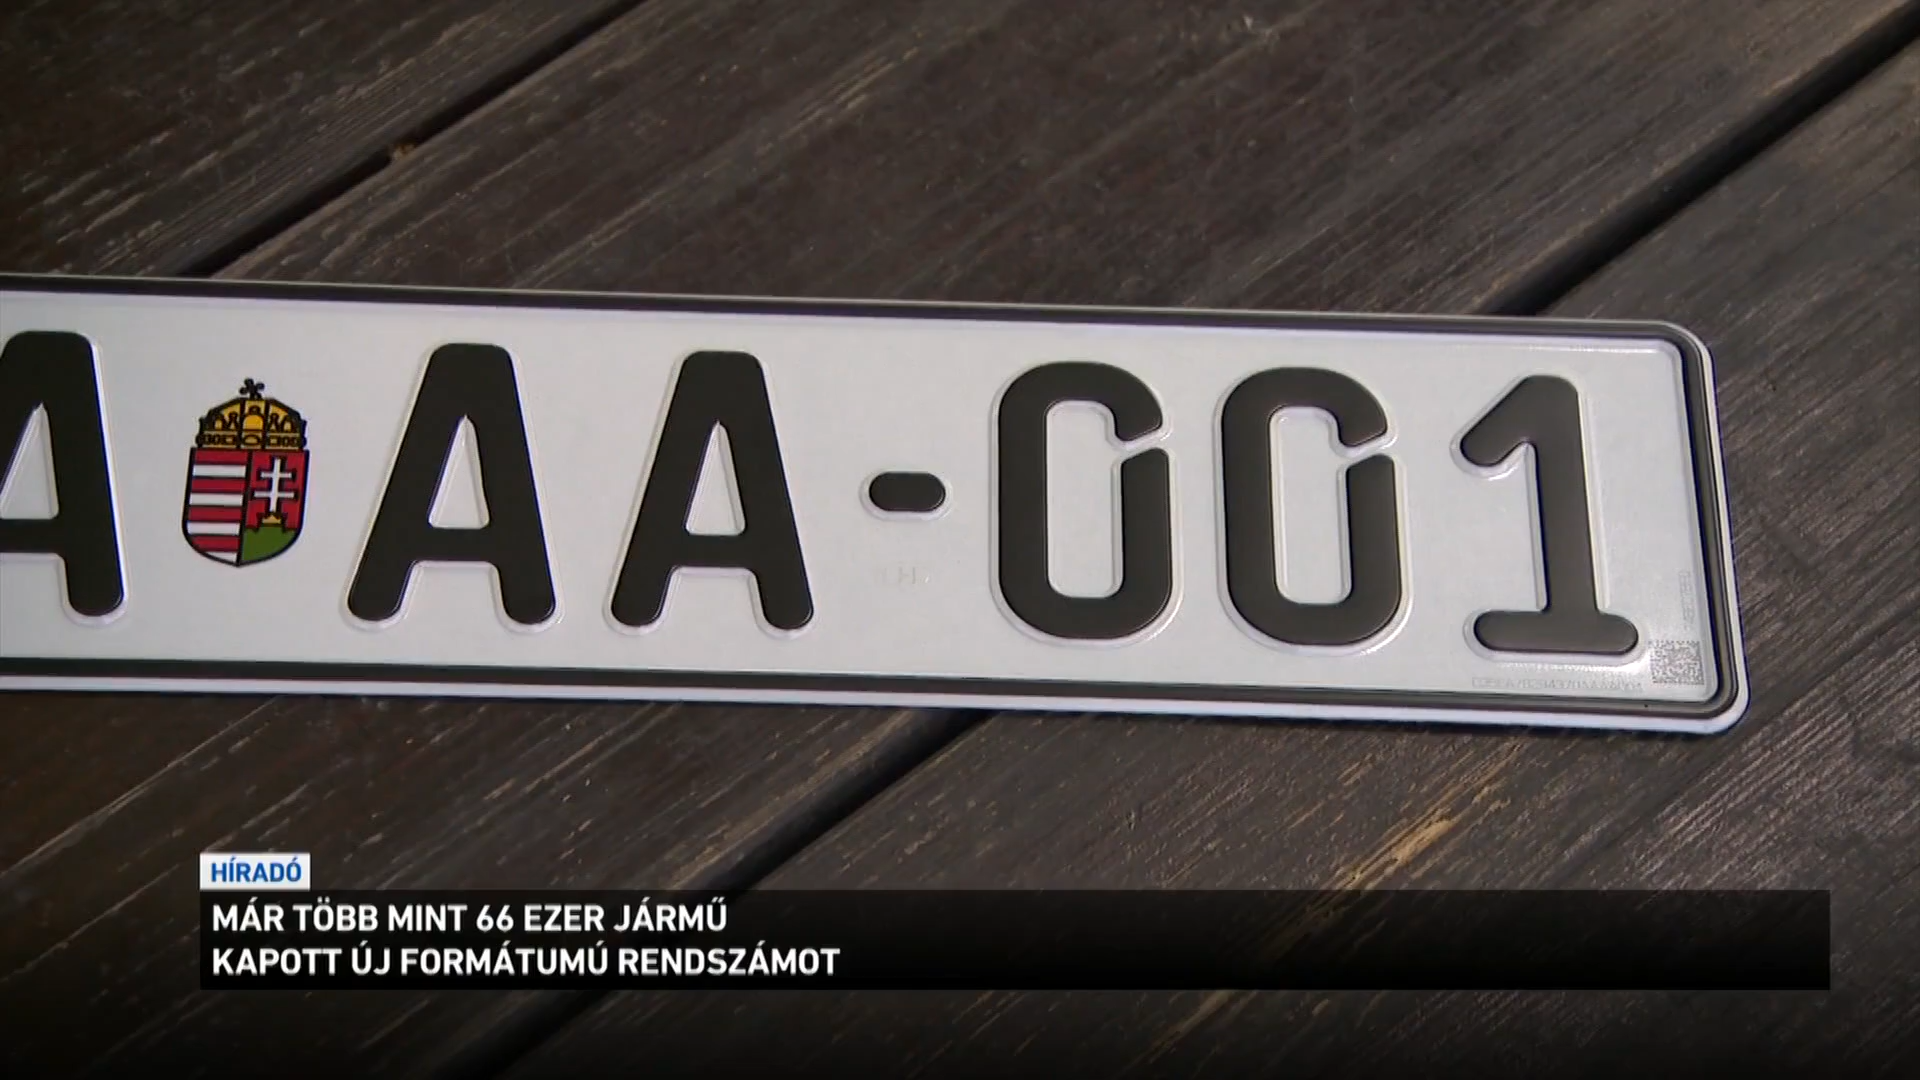 A AA-001
HÍRADÓ
MÁR TÖBB MINT 66 EZER JÁRMŰ
KAPOTT ÚJ FORMÁTUMÚ RENDSZÁMOT